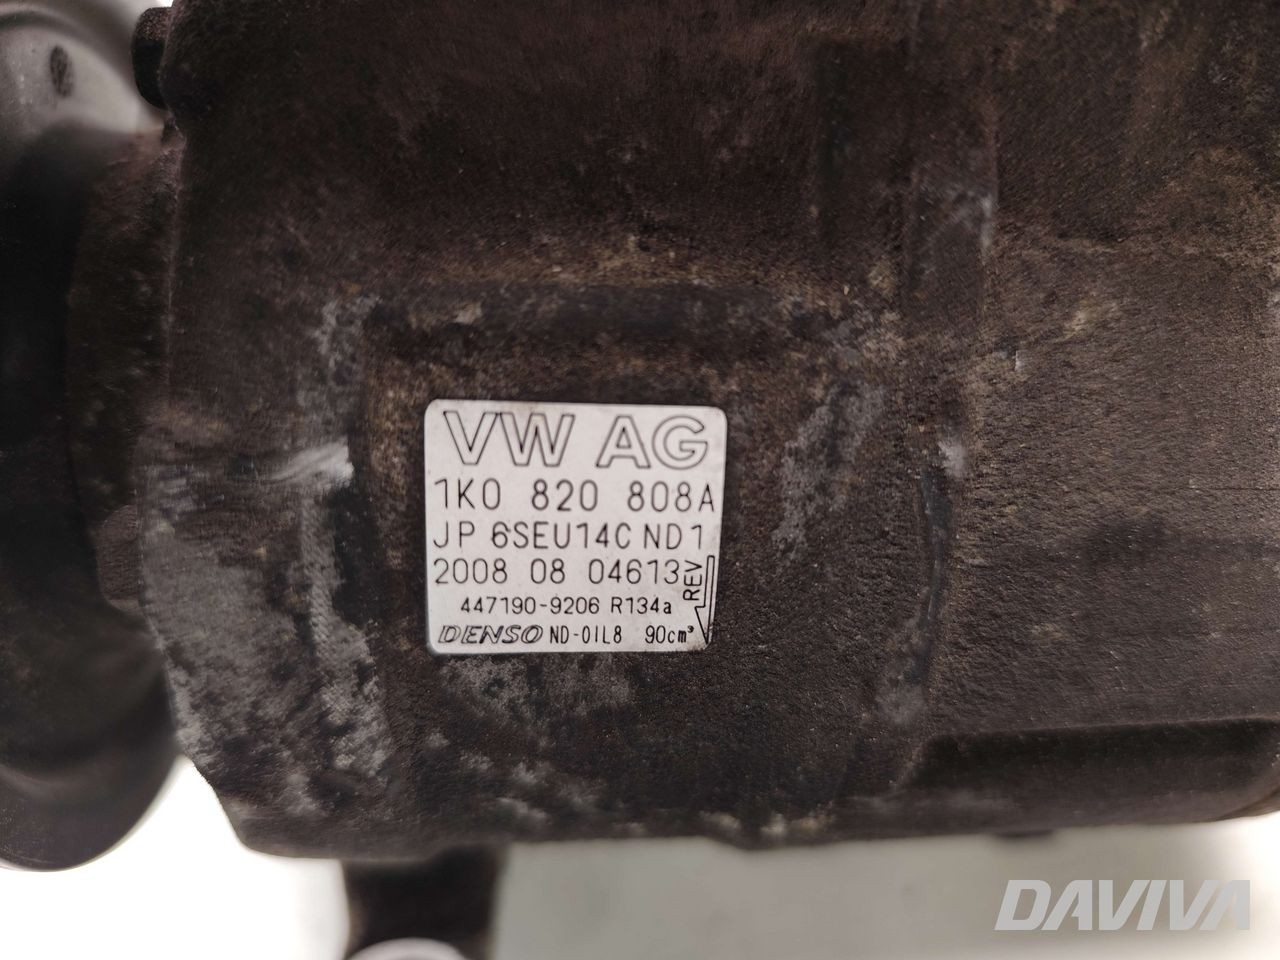 VW AG
1K0 820 808A
JP 6SEU14C ND1
2008 08 04613
REV
447190-9206 R134a
DENSO ND-OIL8 90cm³
DAVIVA